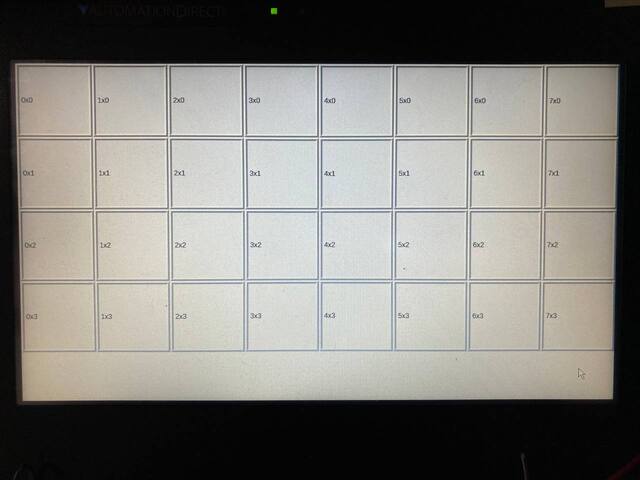 AUTOMATIONDIRECT
0x0 1x0 2x0 3x0 4x0 5x0 6x0 7x0
0x1 1x1 2x1 3x1 4x1 5x1 6x1 7x1
0x2 1x2 2x2 3x2 4x2 5x2 6x2 7x2
0x3 1x3 2x3 3x3 4x3 5x3 6x3 7x3